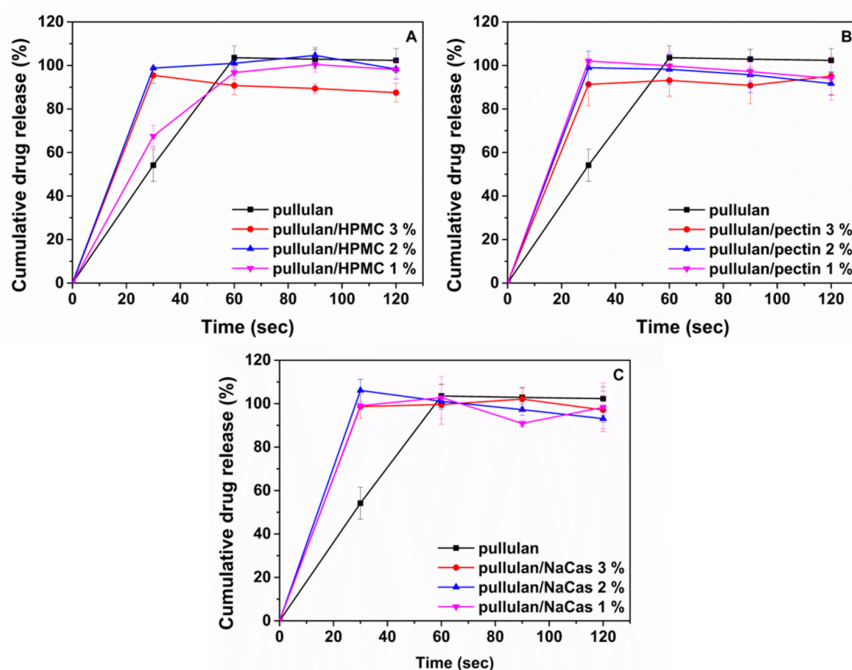 A
Cumulative drug release (%)
120
100
80
60
40
20
0
pullulan
pullulan/HPMC 3 %
pullulan/HPMC 2 %
pullulan/HPMC 1 %
0 20 40 60 80 100 120
Time (sec)
B
Cumulative drug release (%)
120
100
80
60
40
20
0
pullulan
pullulan/pectin 3 %
pullulan/pectin 2 %
pullulan/pectin 1 %
0 20 40 60 80 100 120
Time (sec)
C
Cumulative drug release (%)
120
100
80
60
40
20
0
pullulan
pullulan/NaCas 3 %
pullulan/NaCas 2 %
pullulan/NaCas 1 %
0 20 40 60 80 100 120
Time (sec)